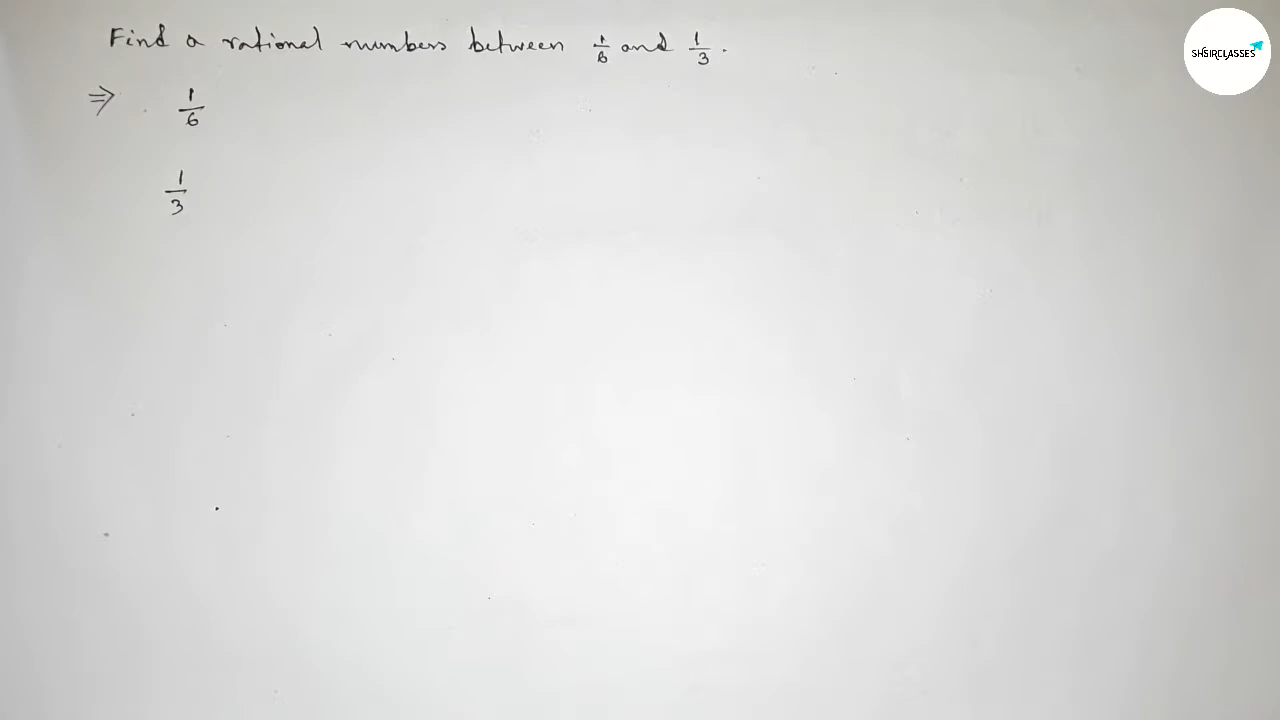 Find a rational numbers between 1/6 and 1/3.
⇒ 1/6
1/3
SHSIRCLASSES